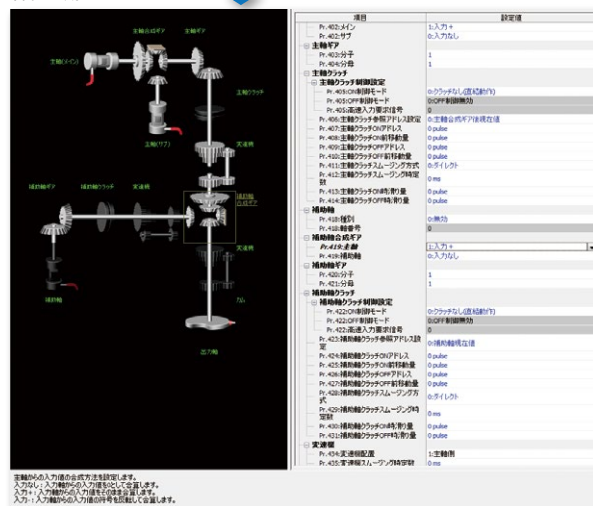 主軸合成ギア
主軸ギア
主軸(メイン)
主軸クラッチ
主軸(サブ)
変速機
補助軸ギア
補助軸クラッチ
変速機
補助軸
合成ギア
変速機
補助軸
カム
出力軸
項目
設定値
Pr.402:メイン
1:入力+
Pr.402:サブ
0:入力なし
主軸ギア
Pr.403:分子
1
Pr.404:分母
1
主軸クラッチ
主軸クラッチ制御設定
Pr.405:ON制御モード
0:クラッチなし(直結動作)
Pr.405:OFF制御モード
0:OFF制御無効
Pr.405:高速入力要求信号
0
Pr.406:主軸クラッチ参照アドレス設定
0:主軸合成ギア後現在値
Pr.407:主軸クラッチONアドレス
0 pulse
Pr.408:主軸クラッチON前移動量
0 pulse
Pr.409:主軸クラッチOFFアドレス
0 pulse
Pr.410:主軸クラッチOFF前移動量
0 pulse
Pr.411:主軸クラッチスムージング方式
0:ダイレクト
Pr.412:主軸クラッチスムージング時定
数
0 ms
Pr.413:主軸クラッチON時滑り量
0 pulse
Pr.414:主軸クラッチOFF時滑り量
0 pulse
補助軸
Pr.418:種別
0:無効
Pr.418:軸番号
0
補助軸合成ギア
Pr.419:主軸
1:入力+
Pr.419:補助軸
0:入力なし
補助軸ギア
Pr.420:分子
1
Pr.421:分母
1
補助軸クラッチ
補助軸クラッチ制御設定
Pr.422:ON制御モード
0:クラッチなし(直結動作)
Pr.422:OFF制御モード
0:OFF制御無効
Pr.422:高速入力要求信号
0
Pr.423:補助軸クラッチ参照アドレス設
定
0:補助軸現在値
Pr.424:補助軸クラッチONアドレス
0 pulse
Pr.425:補助軸クラッチON前移動量
0 pulse
Pr.426:補助軸クラッチOFFアドレス
0 pulse
Pr.427:補助軸クラッチOFF前移動量
0 pulse
Pr.428:補助軸クラッチスムージング方
式
0:ダイレクト
Pr.429:補助軸クラッチスムージング時
定数
0 ms
Pr.430:補助軸クラッチON時滑り量
0 pulse
Pr.431:補助軸クラッチOFF時滑り量
0 pulse
変速機
Pr.434:変速機配置
1:主軸側
Pr.435:変速機スムージング時定数
0 ms
主軸からの入力値の合成方法を設定します。
入力なし:入力軸からの入力値を0として合算します。
入力+:入力軸からの入力値をそのまま合算します。
入力-:入力軸からの入力値の符号を反転して合算します。